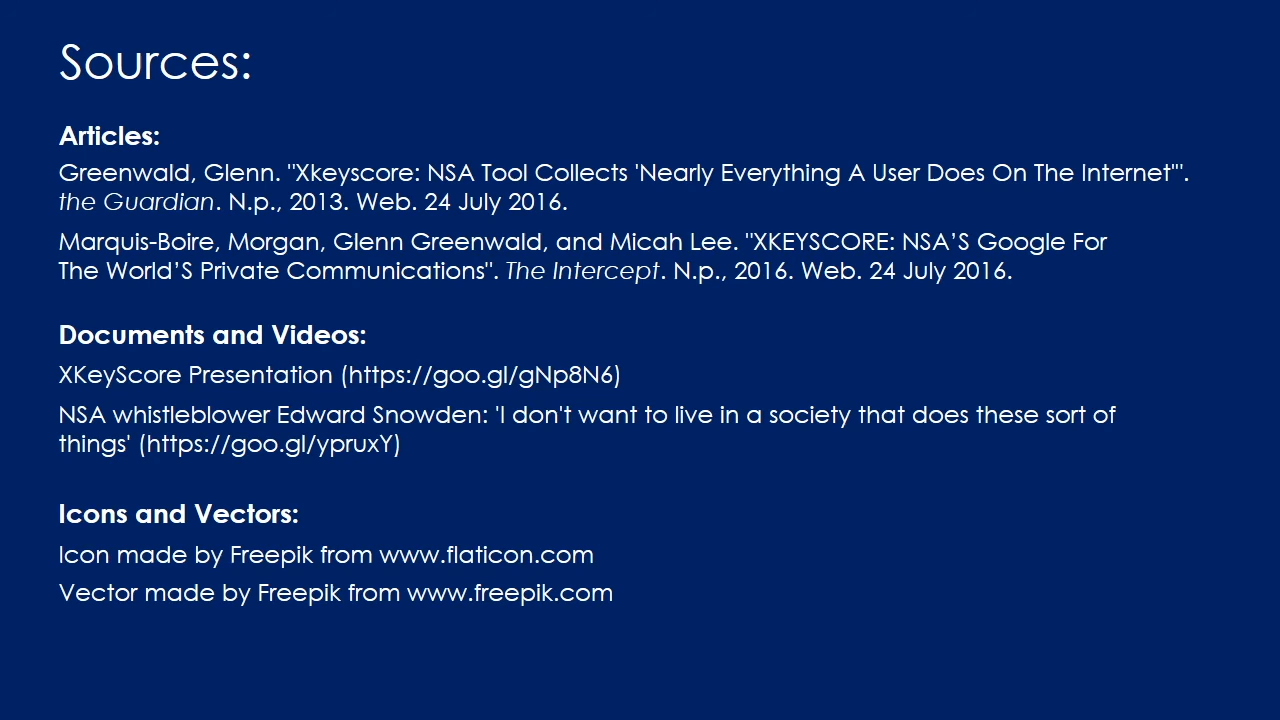 Sources:
Articles:
Greenwald, Glenn. "Xkeyscore: NSA Tool Collects 'Nearly Everything A User Does On The Internet'".
the Guardian. N.p., 2013. Web. 24 July 2016.
Marquis-Boire, Morgan, Glenn Greenwald, and Micah Lee. "XKEYSCORE: NSA’S Google For
The World’S Private Communications". The Intercept. N.p., 2016. Web. 24 July 2016.
Documents and Videos:
XKeyScore Presentation (https://goo.gl/gNp8N6)
NSA whistleblower Edward Snowden: 'I don't want to live in a society that does these sort of
things' (https://goo.gl/ypruxY)
Icons and Vectors:
Icon made by Freepik from www.flaticon.com
Vector made by Freepik from www.freepik.com